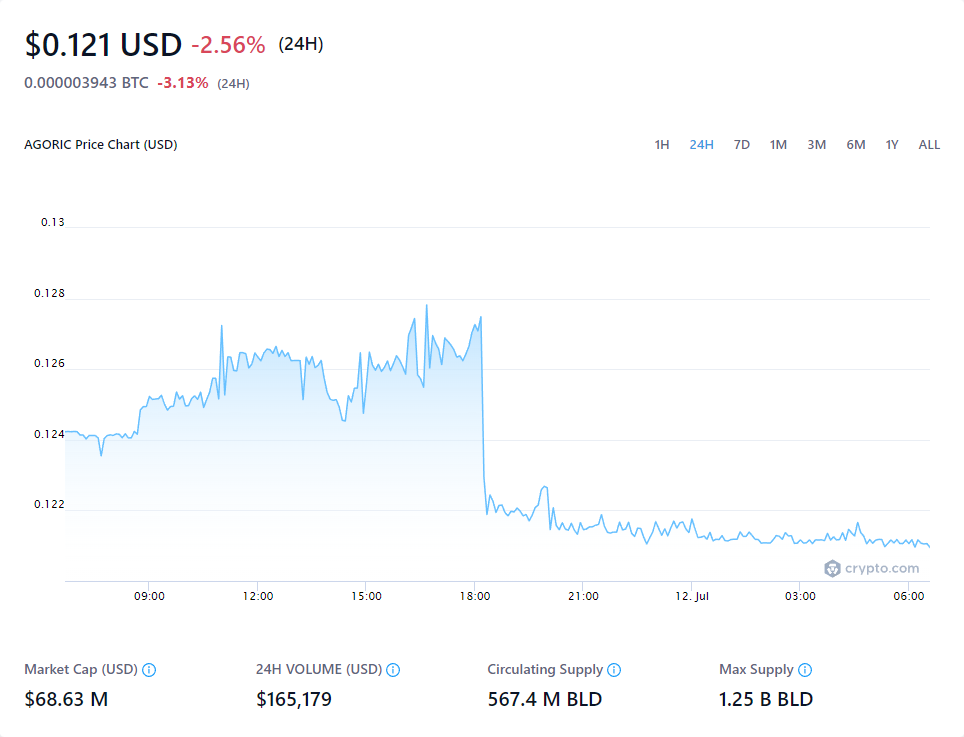 $0.121 USD -2.56% (24H)
0.000003943 BTC -3.13% (24H)
AGORIC Price Chart (USD) 1H 24H 7D 1M 3M 6M 1Y ALL
0.13
0.128
0.126
0.124
0.122
crypto.com
09:00 12:00 15:00 18:00 21:00 12. Jul 03:00 06:00
Market Cap (USD) 24H VOLUME (USD) Circulating Supply Max Supply
$68.63 M $165,179 567.4 M BLD 1.25 B BLD